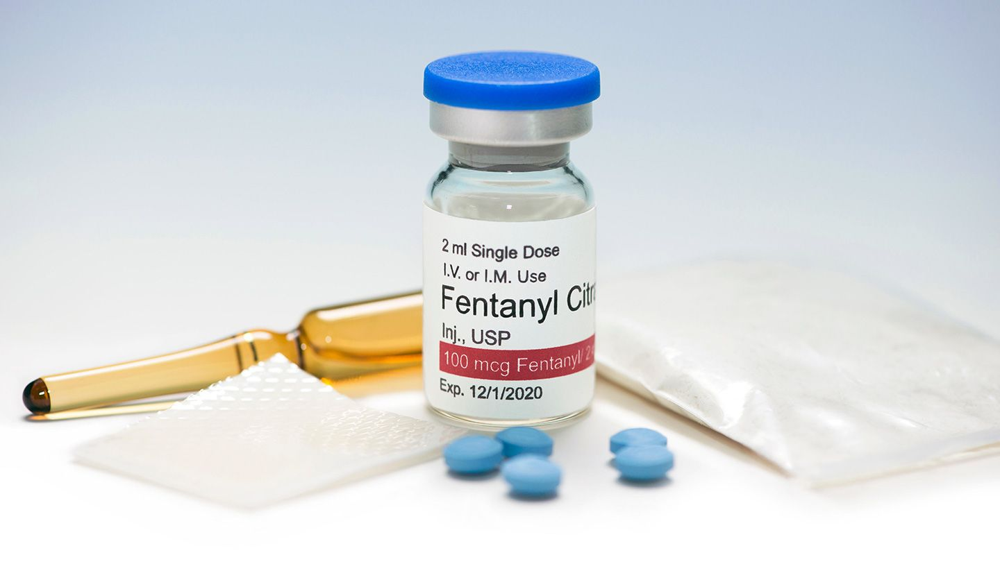 2 ml Single Dose
I.V. or I.M. Use
Fentanyl Citra
Inj., USP
100 mcg Fentanyl/ 2
Exp. 12/1/2020